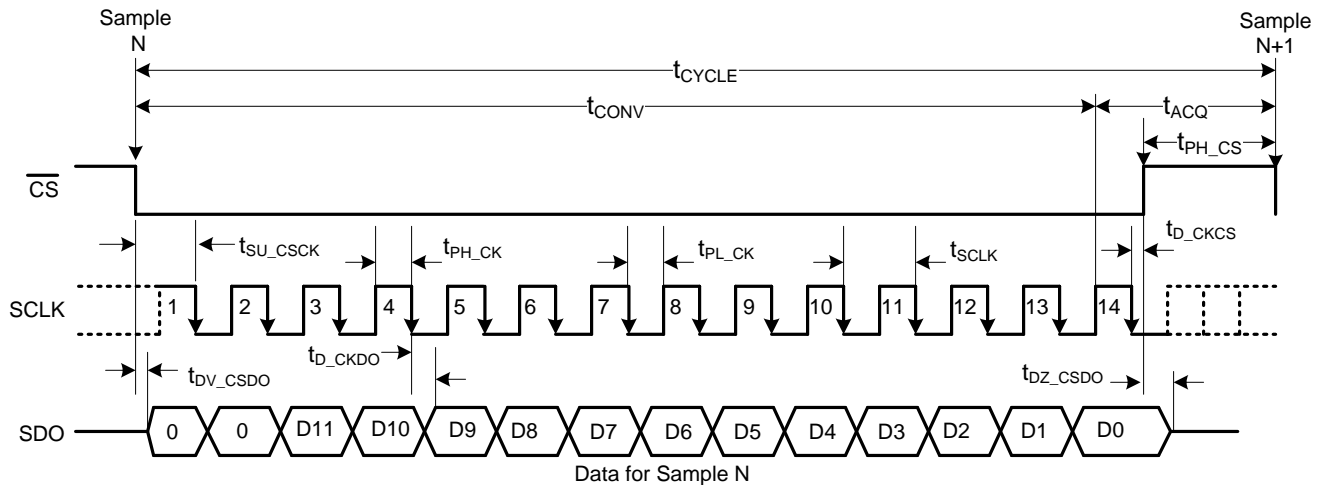 Sample
N
Sample
N+1
tCYCLE
tCONV
tACQ
tPH_CS
CS
tSU_CSCK
tPH_CK
tPL_CK
tSCLK
tD_CKCS
SCLK
1 2 3 4 5 6 7 8 9 10 11 12 13 14
tDV_CSDO
tD_CKDO
tDZ_CSDO
SDO
0 0 D11 D10 D9 D8 D7 D6 D5 D4 D3 D2 D1 D0
Data for Sample N